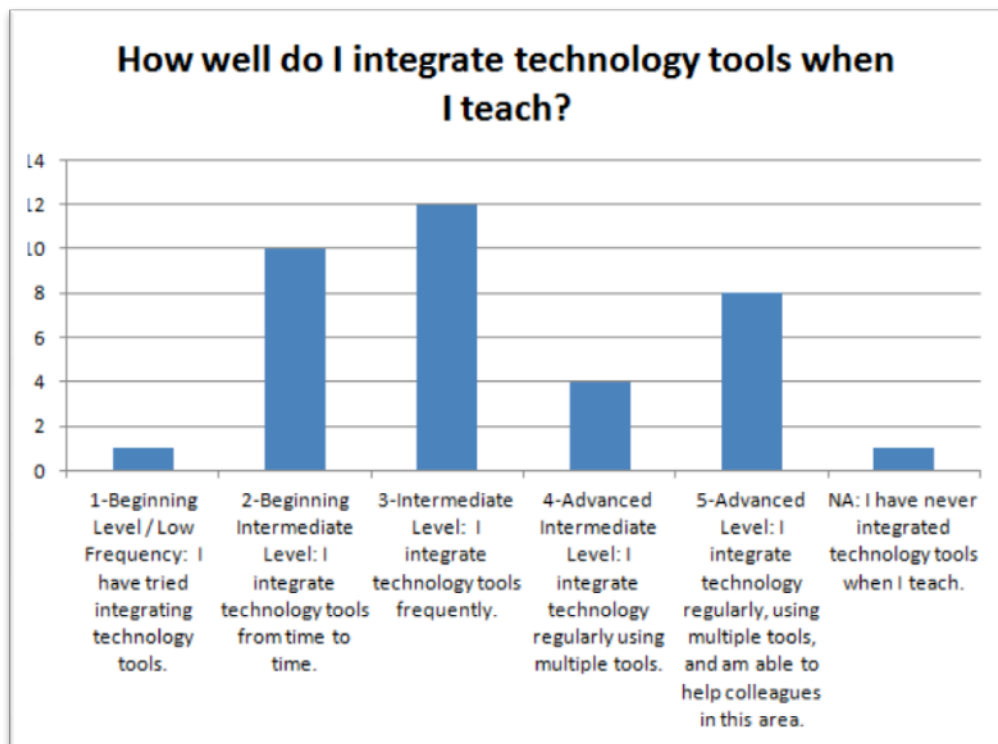 How well do I integrate technology tools when
I teach?
14
12
10
8
6
4
2
0
1-Beginning
Level / Low
Frequency: I
have tried
integrating
technology
tools.
2-Beginning
Intermediate
Level: I
integrate
technology tools
from time to
time.
3-Intermediate
Level: I
integrate
technology tools
frequently.
4-Advanced
Intermediate
Level: I
integrate
technology
regularly using
multiple tools.
5-Advanced
Level: I
integrate
technology
regularly, using
multiple tools,
and am able to
help colleagues
in this area.
NA: I have never
integrated
technology tools
when I teach.